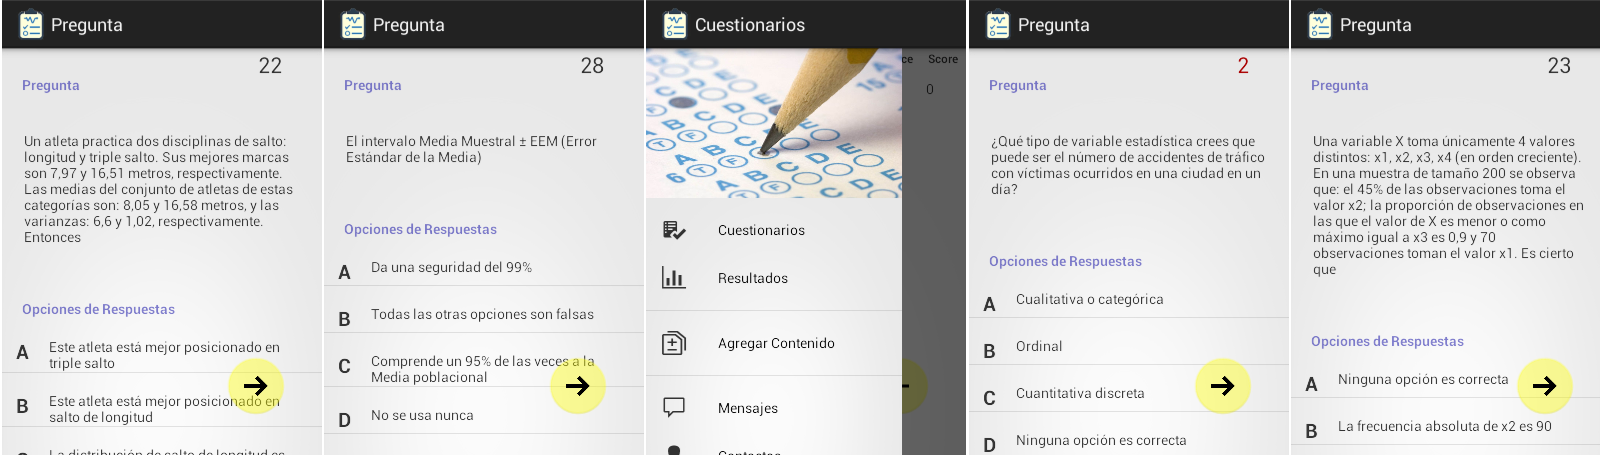 Pregunta
22
Pregunta
Un atleta practica dos disciplinas de salto:
longitud y triple salto. Sus mejores marcas
son 7,97 y 16,51 metros, respectivamente.
Las medias del conjunto de atletas de estas
categorías son: 8,05 y 16,58 metros, y las
varianzas: 6,6 y 1,02, respectivamente.
Entonces
Opciones de Respuestas
A
Este atleta está mejor posicionado en
triple salto
B
Este atleta está mejor posicionado en
salto de longitud
La distribución de salto de longitud es
Pregunta
28
Pregunta
El intervalo Media Muestral ± EEM (Error
Estándar de la Media)
Opciones de Respuestas
A
Da una seguridad del 99%
B
Todas las otras opciones son falsas
C
Comprende un 95% de las veces a la
Media poblacional
D
No se usa nunca
Cuestionarios
ce Score
0
Cuestionarios
Resultados
Agregar Contenido
Mensajes
Contactos
Pregunta
2
Pregunta
¿Qué tipo de variable estadística crees que
puede ser el número de accidentes de tráfico
con víctimas ocurridos en una ciudad en un
día?
Opciones de Respuestas
A
Cualitativa o categórica
B
Ordinal
C
Cuantitativa discreta
D
Ninguna opción es correcta
Pregunta
23
Pregunta
Una variable X toma únicamente 4 valores
distintos: x1, x2, x3, x4 (en orden creciente).
En una muestra de tamaño 200 se observa
que: el 45% de las observaciones toma el
valor x2; la proporción de observaciones en
las que el valor de X es menor o como
máximo igual a x3 es 0,9 y 70
observaciones toman el valor x1. Es cierto
que
Opciones de Respuestas
A
Ninguna opción es correcta
B
La frecuencia absoluta de x2 es 90